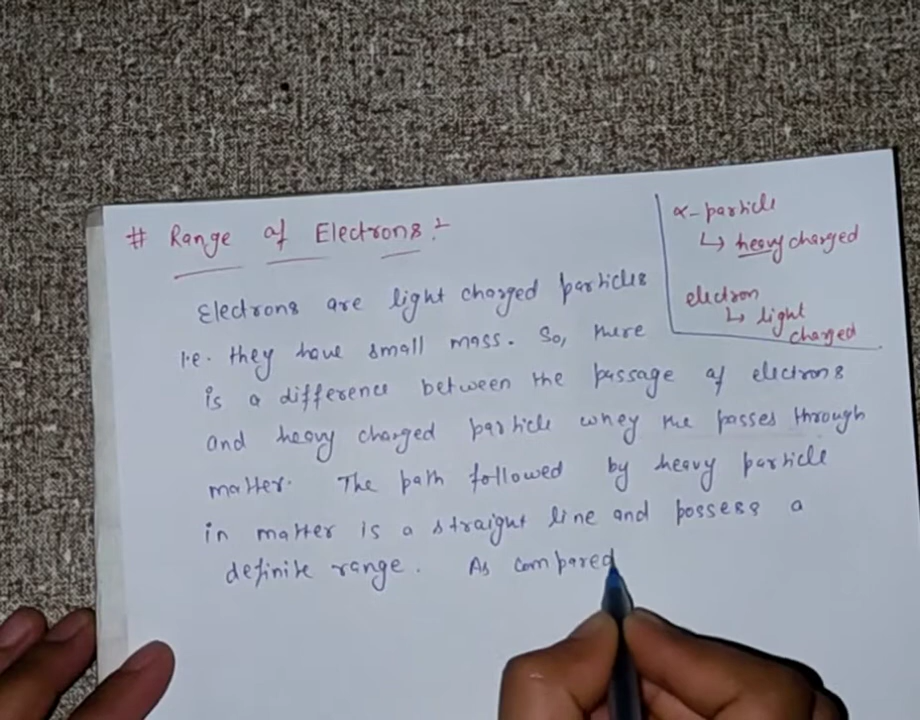 # Range of Electrons :-
Electrons are light charged particles
i.e. they have small mass. So, there
is a difference between the passage of electrons
and heavy charged particle whey the passes through
matter. The path followed by heavy particle
in matter is a straight line and possess a
definite range. As compared
α-particle
↳ heavy charged
electron
↳ light
charged